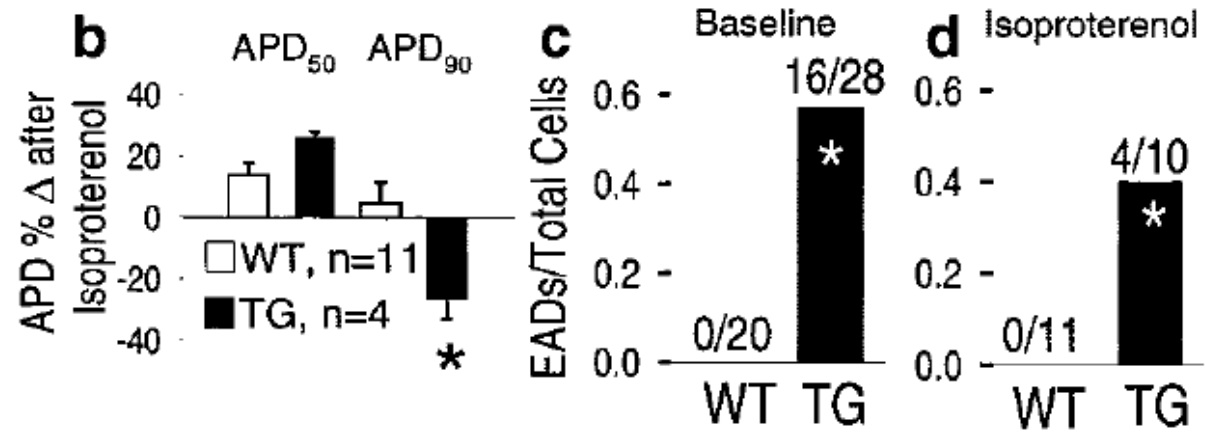 b
APD50 APD90
APD % Δ after
Isoproterenol
40
20
0
-20
-40
WT, n=11
TG, n=4
*
c
Baseline
EADs/Total Cells
0.6
0.4
0.2
0.0
16/28
*
0/20
WT TG
d
Isoproterenol
0.6
0.4
0.2
0.0
4/10
*
0/11
WT TG